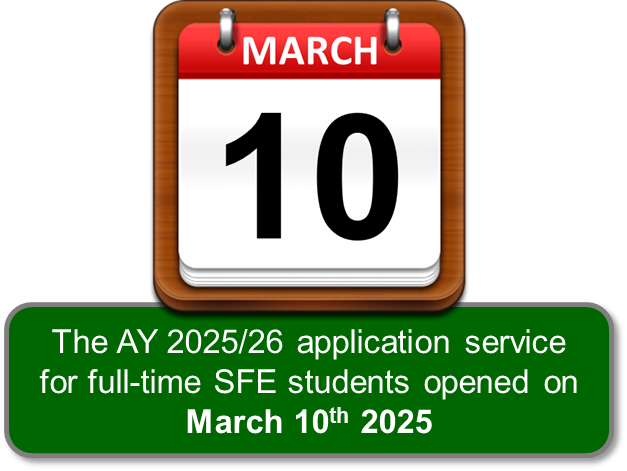 MARCH
10
The AY 2025/26 application service
for full-time SFE students opened on
March 10th 2025